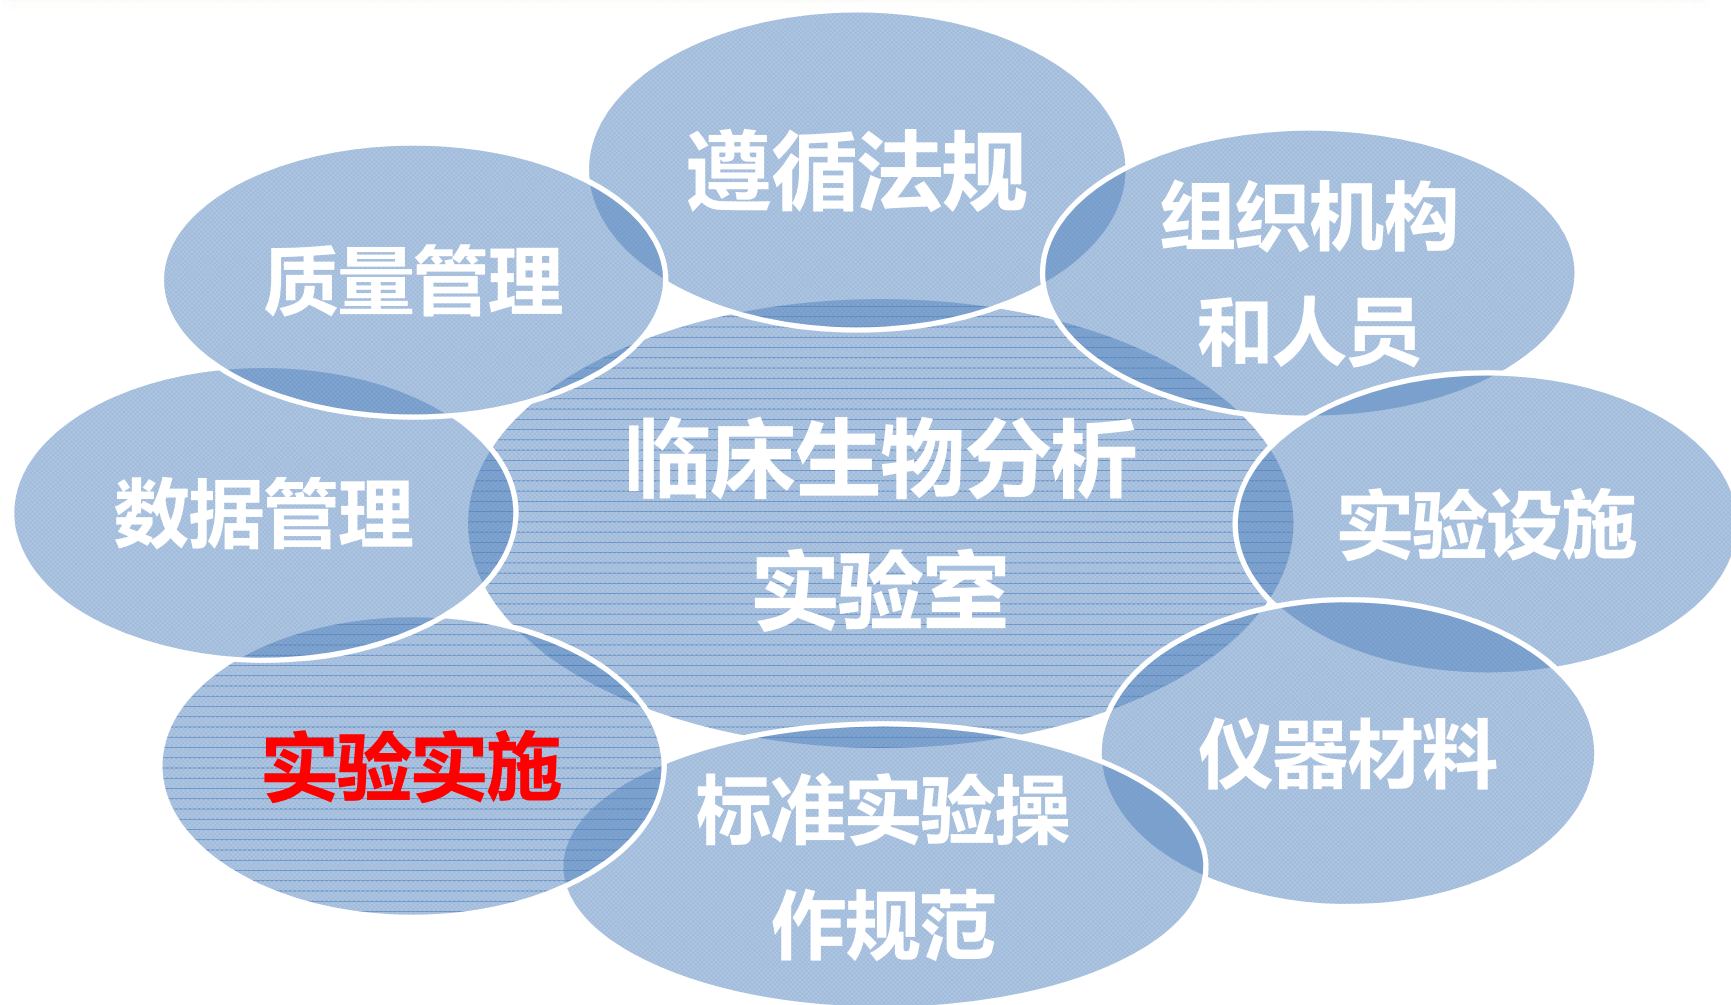 遵循法规
组织机构
和人员
质量管理
临床生物分析
实验室
数据管理
实验设施
实验实施
仪器材料
标准实验操
作规范